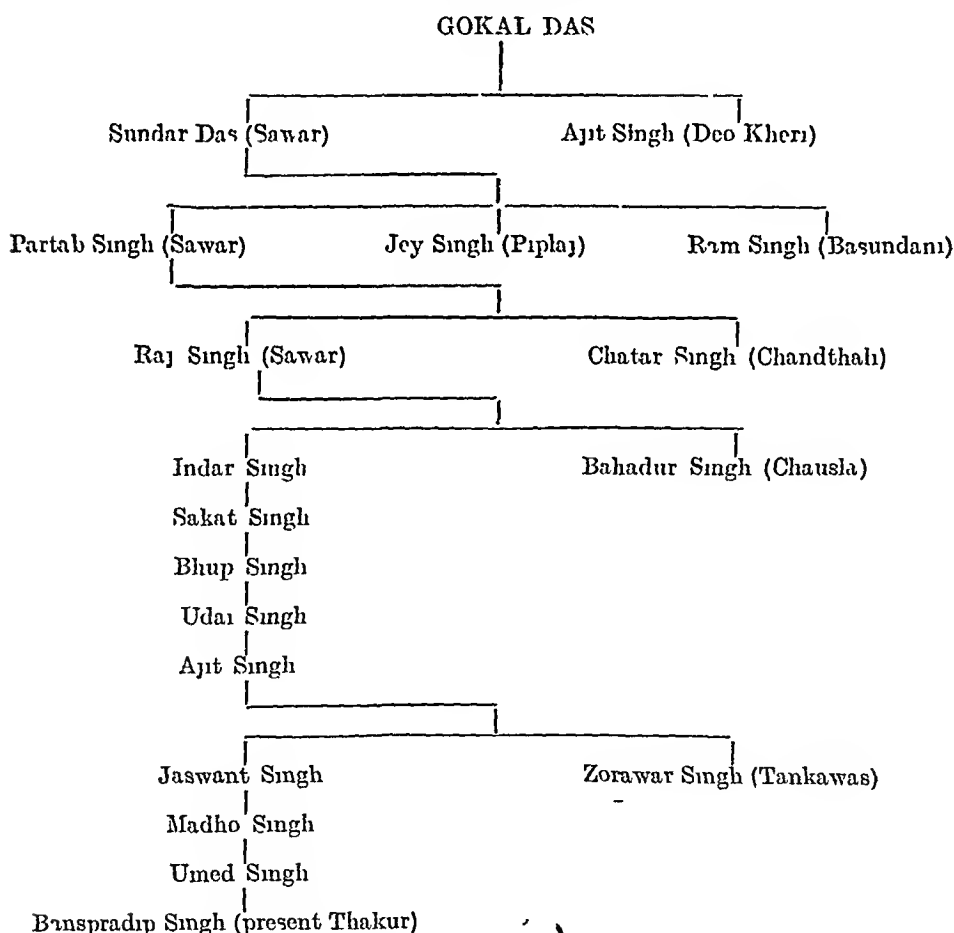 GOKAL DAS
Sundar Das (Sawar) Ajit Singh (Deo Kheri)
Partab Singh (Sawar) Jey Singh (Piplaj) Ram Singh (Basundani)
Raj Singh (Sawar) Chatar Singh (Chandthali)
Indar Singh Bahadur Singh (Chausla)
Sakat Singh
Bhup Singh
Udai Singh
Ajit Singh
Jaswant Singh Zorawar Singh (Tankawas)
Madho Singh
Umed Singh
Banspradip Singh (present Thakur)